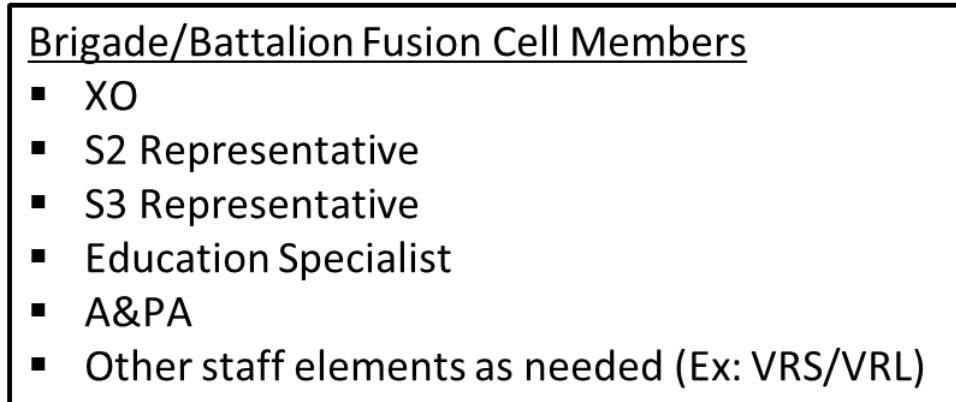 Brigade/Battalion Fusion Cell Members
▪ XO
▪ S2 Representative
▪ S3 Representative
▪ Education Specialist
▪ A&PA
▪ Other staff elements as needed (Ex: VRS/VRL)